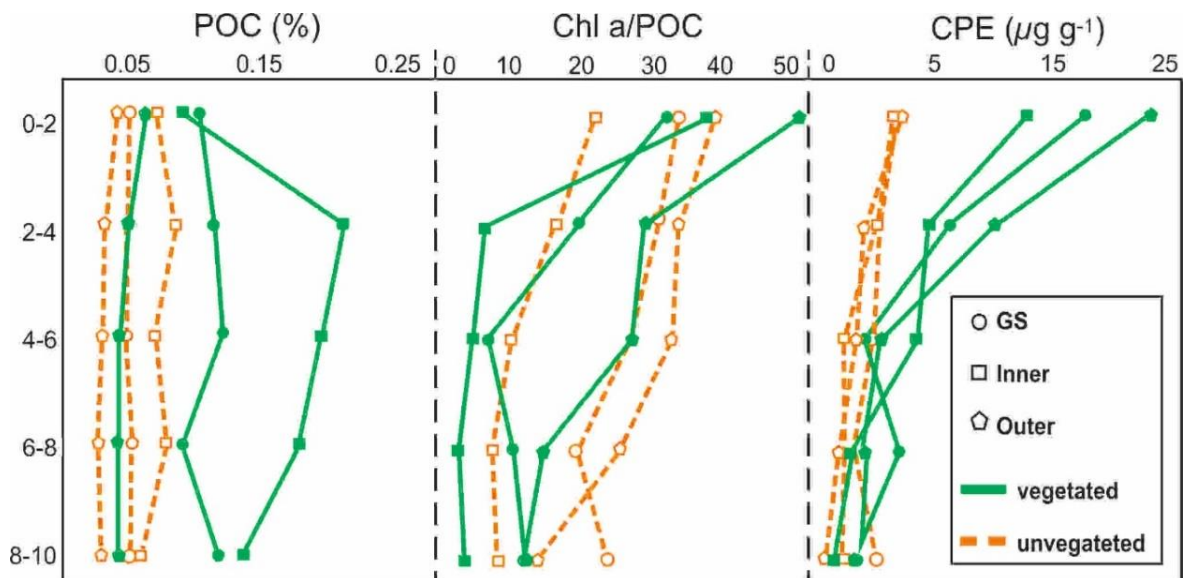 POC (%) Chl a/POC CPE (µg g-1)
0.05 0.15 0.25 0 10 20 30 40 50 0 5 15 25
0-2
2-4
4-6
6-8
8-10
GS
Inner
Outer
vegetated
unvegateted